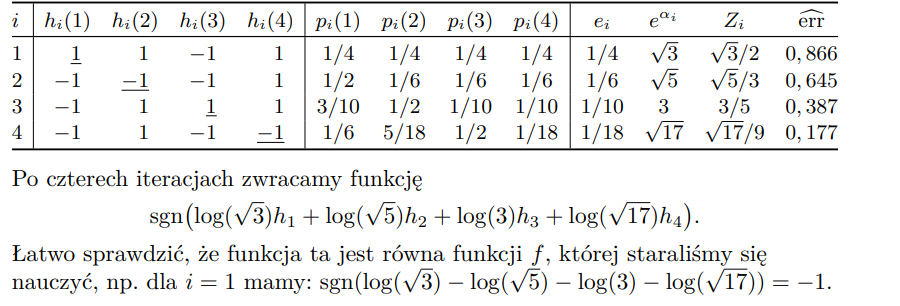 i h_i(1) h_i(2) h_i(3) h_i(4) p_i(1) p_i(2) p_i(3) p_i(4) e_i e^{α_i} Z_i \widehat{err}
1 1 1 −1 1 1/4 1/4 1/4 1/4 1/4 √3 √3/2 0,866
2 −1 −1 −1 1 1/2 1/6 1/6 1/6 1/6 √5 √5/3 0,645
3 −1 1 1 1 3/10 1/2 1/10 1/10 1/10 3 3/5 0,387
4 −1 1 −1 −1 1/6 5/18 1/2 1/18 1/18 √17 √17/9 0,177
Po czterech iteracjach zwracamy funkcję
sgn(log(√3)h₁ + log(√5)h₂ + log(3)h₃ + log(√17)h₄).
Łatwo sprawdzić, że funkcja ta jest równa funkcji f, której staraliśmy się
nauczyć, np. dla i = 1 mamy: sgn(log(√3) − log(√5) − log(3) − log(√17)) = −1.